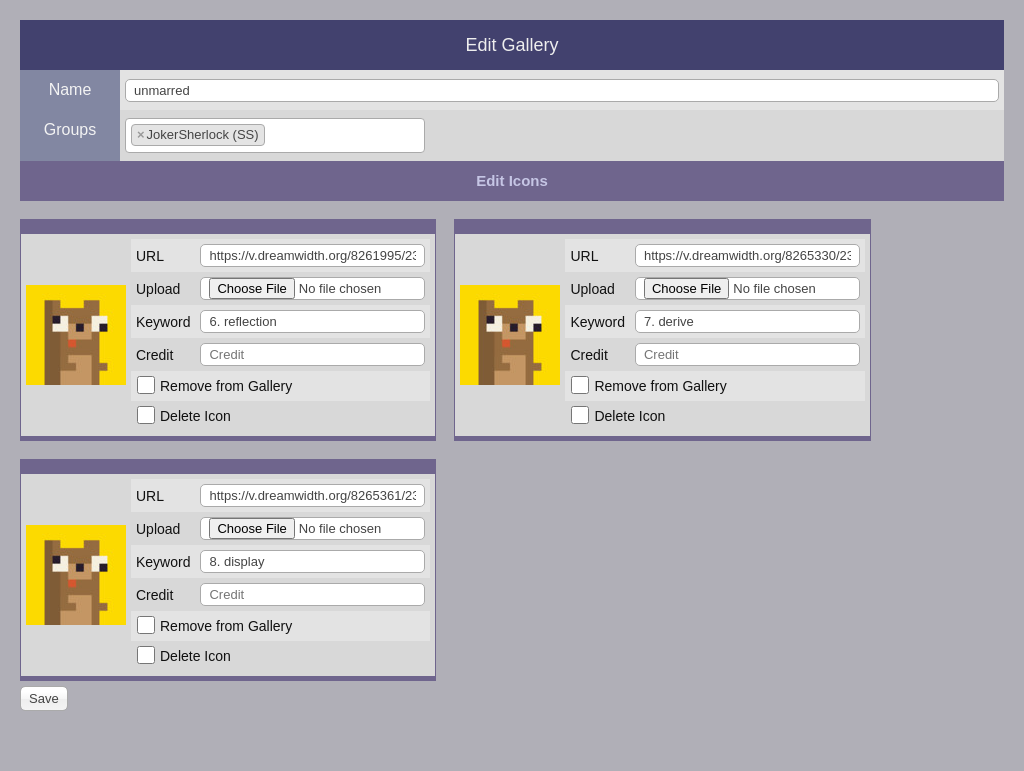 Edit Gallery
Name unmarred
Groups ×JokerSherlock (SS)
Edit Icons
URL https://v.dreamwidth.org/8261995/23
Upload Choose File No file chosen
Keyword 6. reflection
Credit Credit
Remove from Gallery
Delete Icon
URL https://v.dreamwidth.org/8265330/23
Upload Choose File No file chosen
Keyword 7. derive
Credit Credit
Remove from Gallery
Delete Icon
URL https://v.dreamwidth.org/8265361/23
Upload Choose File No file chosen
Keyword 8. display
Credit Credit
Remove from Gallery
Delete Icon
Save